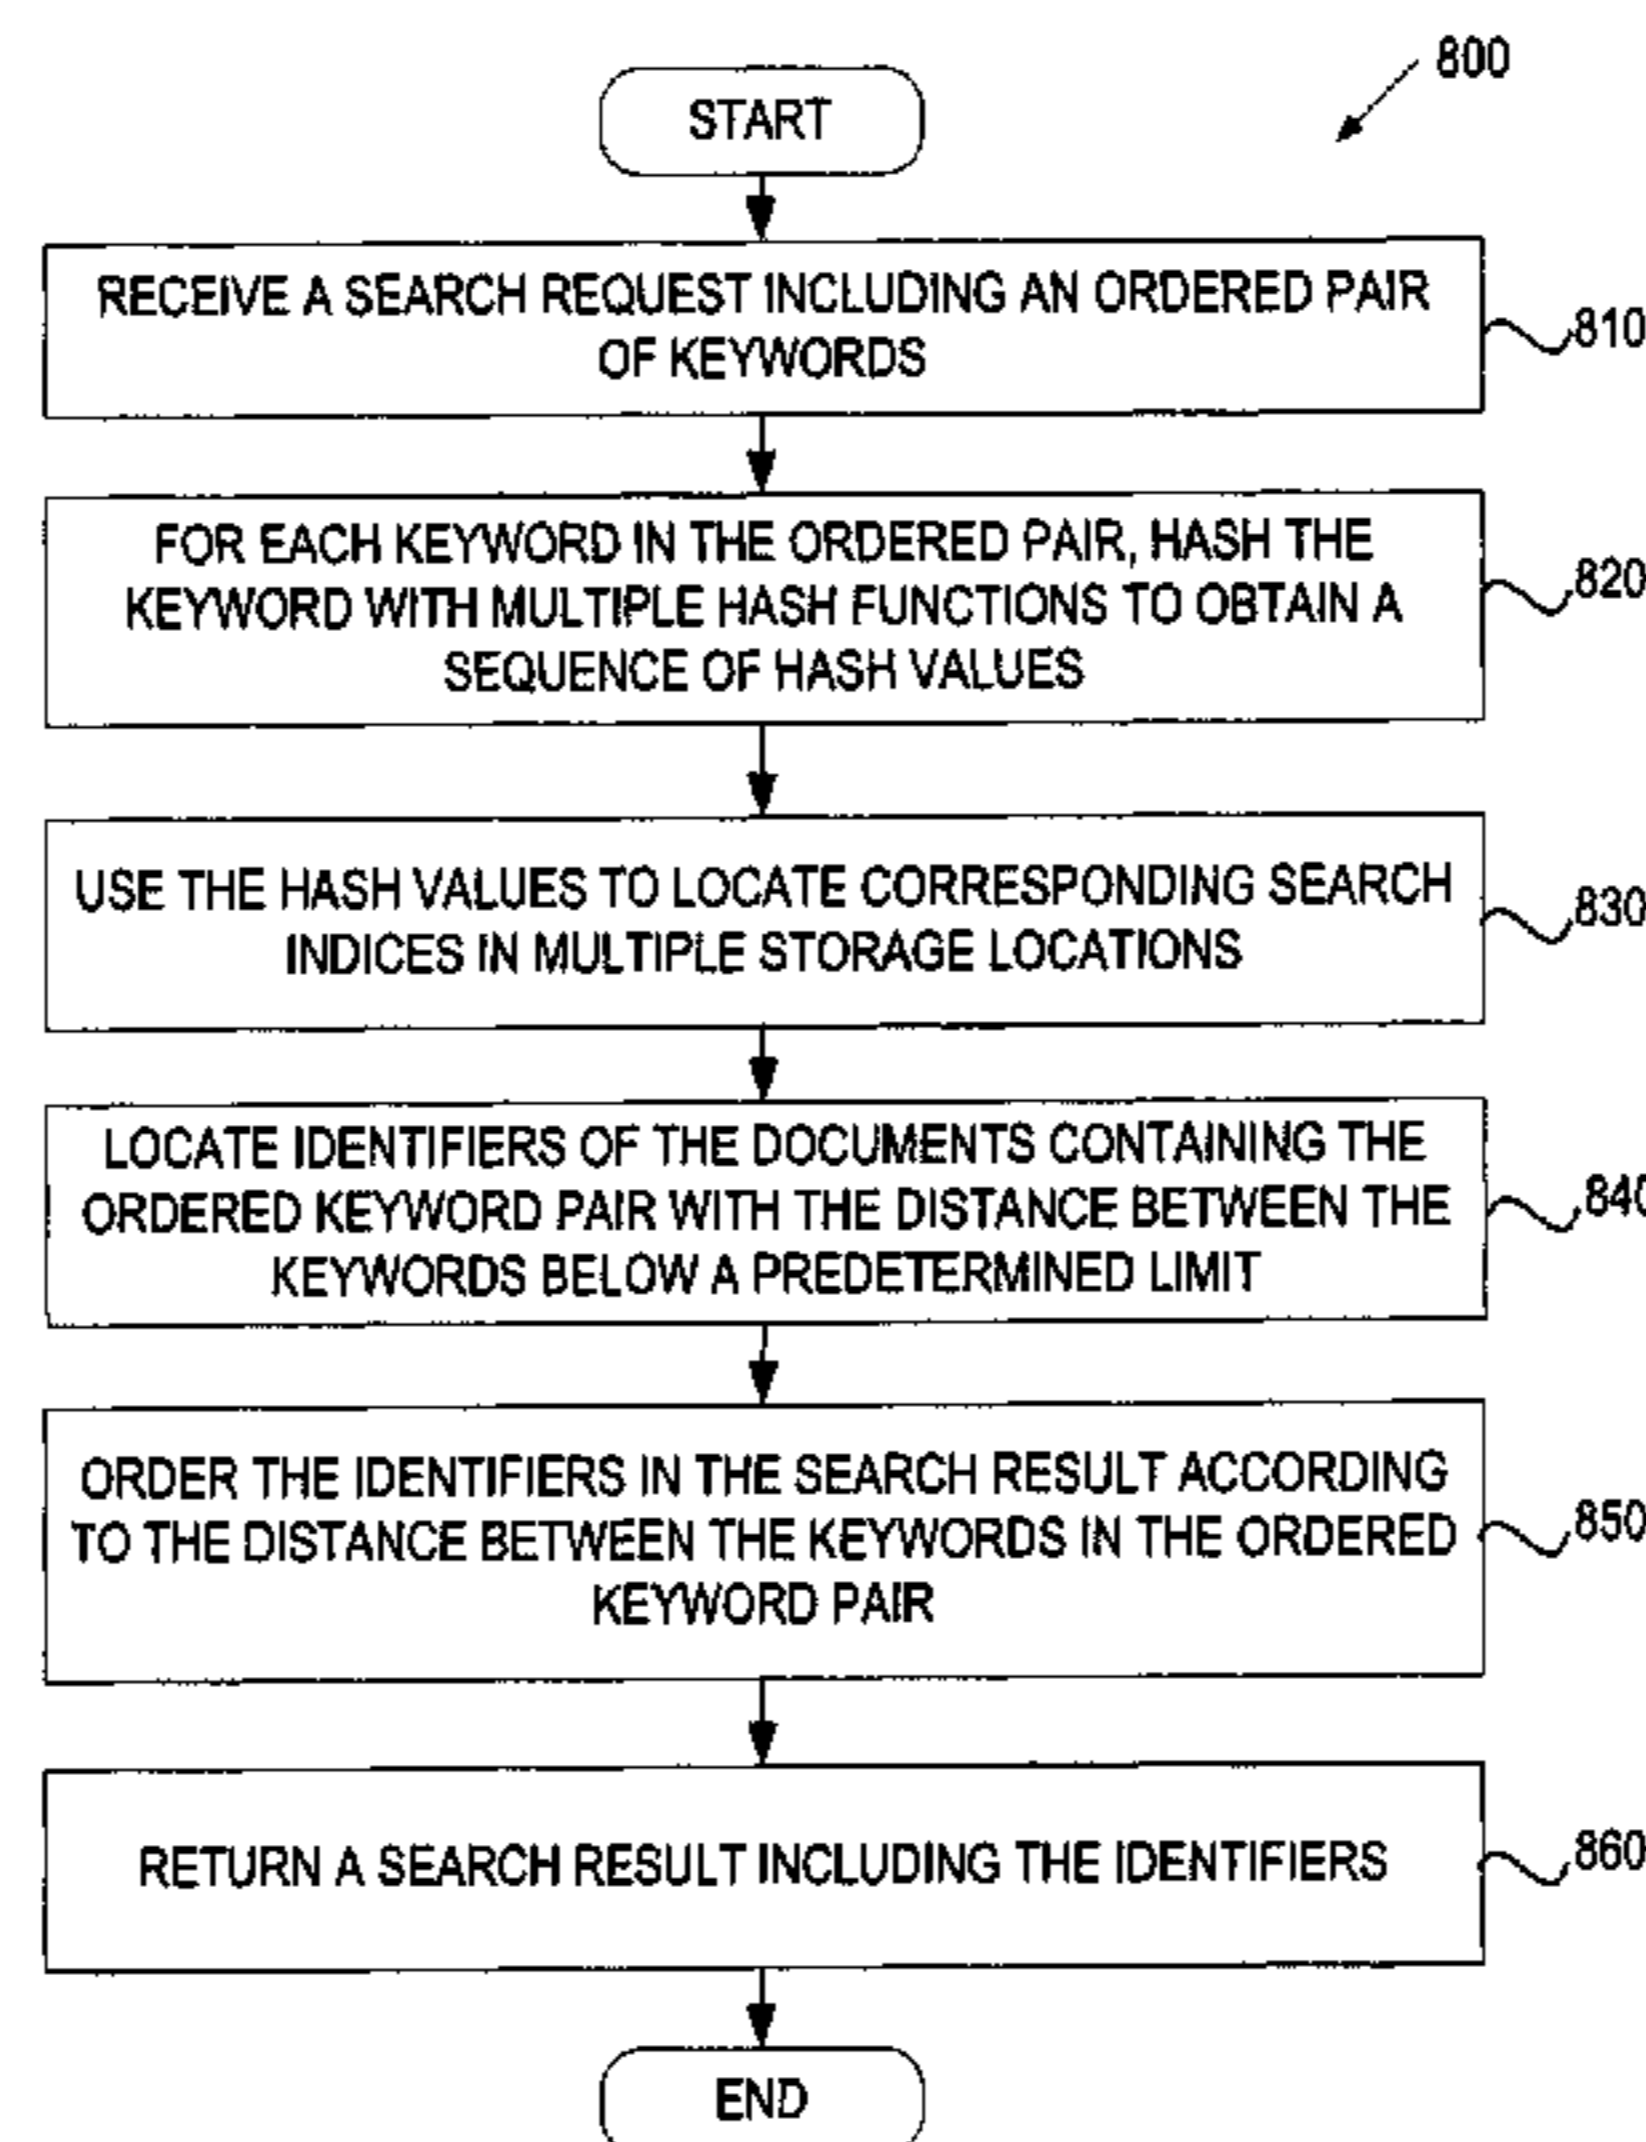 800
START
RECEIVE A SEARCH REQUEST INCLUDING AN ORDERED PAIR
OF KEYWORDS
810
FOR EACH KEYWORD IN THE ORDERED PAIR, HASH THE
KEYWORD WITH MULTIPLE HASH FUNCTIONS TO OBTAIN A
SEQUENCE OF HASH VALUES
820
USE THE HASH VALUES TO LOCATE CORRESPONDING SEARCH
INDICES IN MULTIPLE STORAGE LOCATIONS
830
LOCATE IDENTIFIERS OF THE DOCUMENTS CONTAINING THE
ORDERED KEYWORD PAIR WITH THE DISTANCE BETWEEN THE
KEYWORDS BELOW A PREDETERMINED LIMIT
840
ORDER THE IDENTIFIERS IN THE SEARCH RESULT ACCORDING
TO THE DISTANCE BETWEEN THE KEYWORDS IN THE ORDERED
KEYWORD PAIR
850
RETURN A SEARCH RESULT INCLUDING THE IDENTIFIERS
860
END